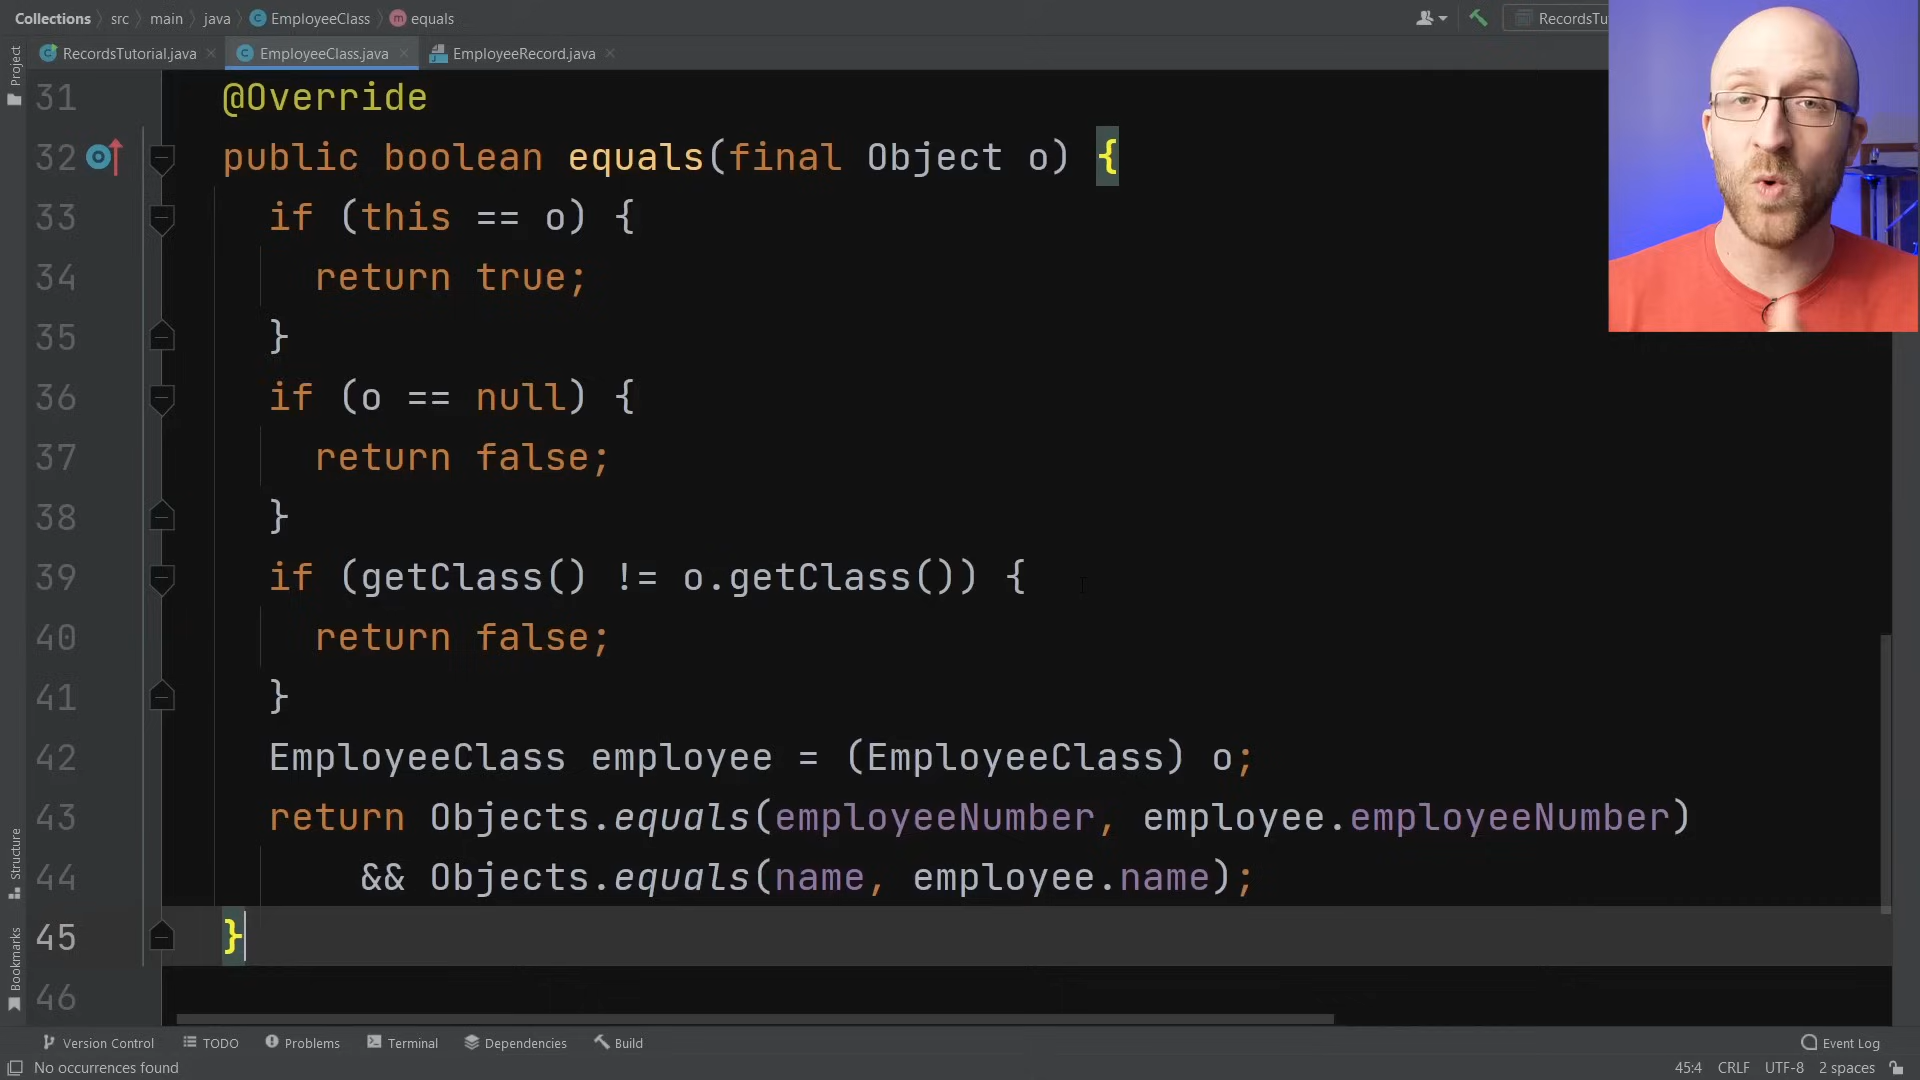 Collections src main java EmployeeClass equals
RecordsTu
RecordsTutorial.java EmployeeClass.java EmployeeRecord.java
Project
31 @Override
32 public boolean equals(final Object o) {
33 if (this == o) {
34 return true;
35 }
36 if (o == null) {
37 return false;
38 }
39 if (getClass() != o.getClass()) {
40 return false;
41 }
42 EmployeeClass employee = (EmployeeClass) o;
43 return Objects.equals(employeeNumber, employee.employeeNumber)
44 && Objects.equals(name, employee.name);
45 }
46
Structure
Bookmarks
Version Control TODO Problems Terminal Dependencies Build Event Log
No occurrences found 45:4 CRLF UTF-8 2 spaces